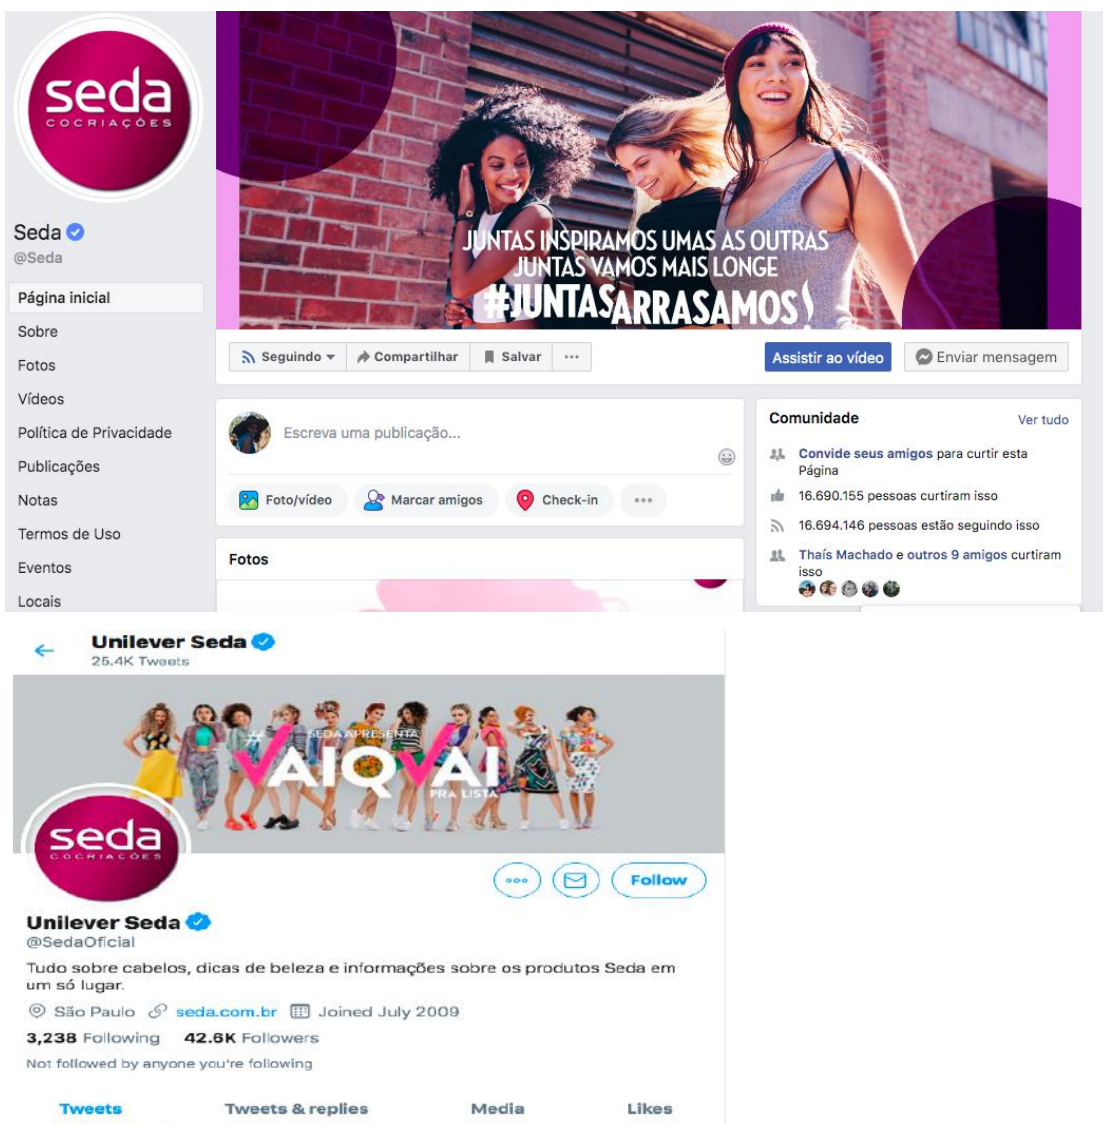 seda
COCRIAÇÕES
Seda
@Seda
Página inicial
Sobre
Fotos
Vídeos
Política de Privacidade
Publicações
Notas
Termos de Uso
Eventos
Locais
JUNTAS INSPIRAMOS UMAS AS OUTRAS
JUNTAS VAMOS MAIS LONGE
#JUNTASARRASAMOS!
Seguindo
Compartilhar
Salvar
Assistir ao vídeo
Enviar mensagem
Escreva uma publicação...
Foto/vídeo
Marcar amigos
Check-in
Fotos
Comunidade
Ver tudo
Convide seus amigos para curtir esta
Página
16.690.155 pessoas curtiram isso
16.694.146 pessoas estão seguindo isso
Thaís Machado e outros 9 amigos curtiram
isso
Unilever Seda
25.4K Tweets
SEDA APRESENTA
#VAIQVAI
PRA LISTA
seda
COCRIAÇÕES
Follow
Unilever Seda
@SedaOficial
Tudo sobre cabelos, dicas de beleza e informações sobre os produtos Seda em
um só lugar.
São Paulo seda.com.br Joined July 2009
3,238 Following 42.6K Followers
Not followed by anyone you're following
Tweets Tweets & replies Media Likes